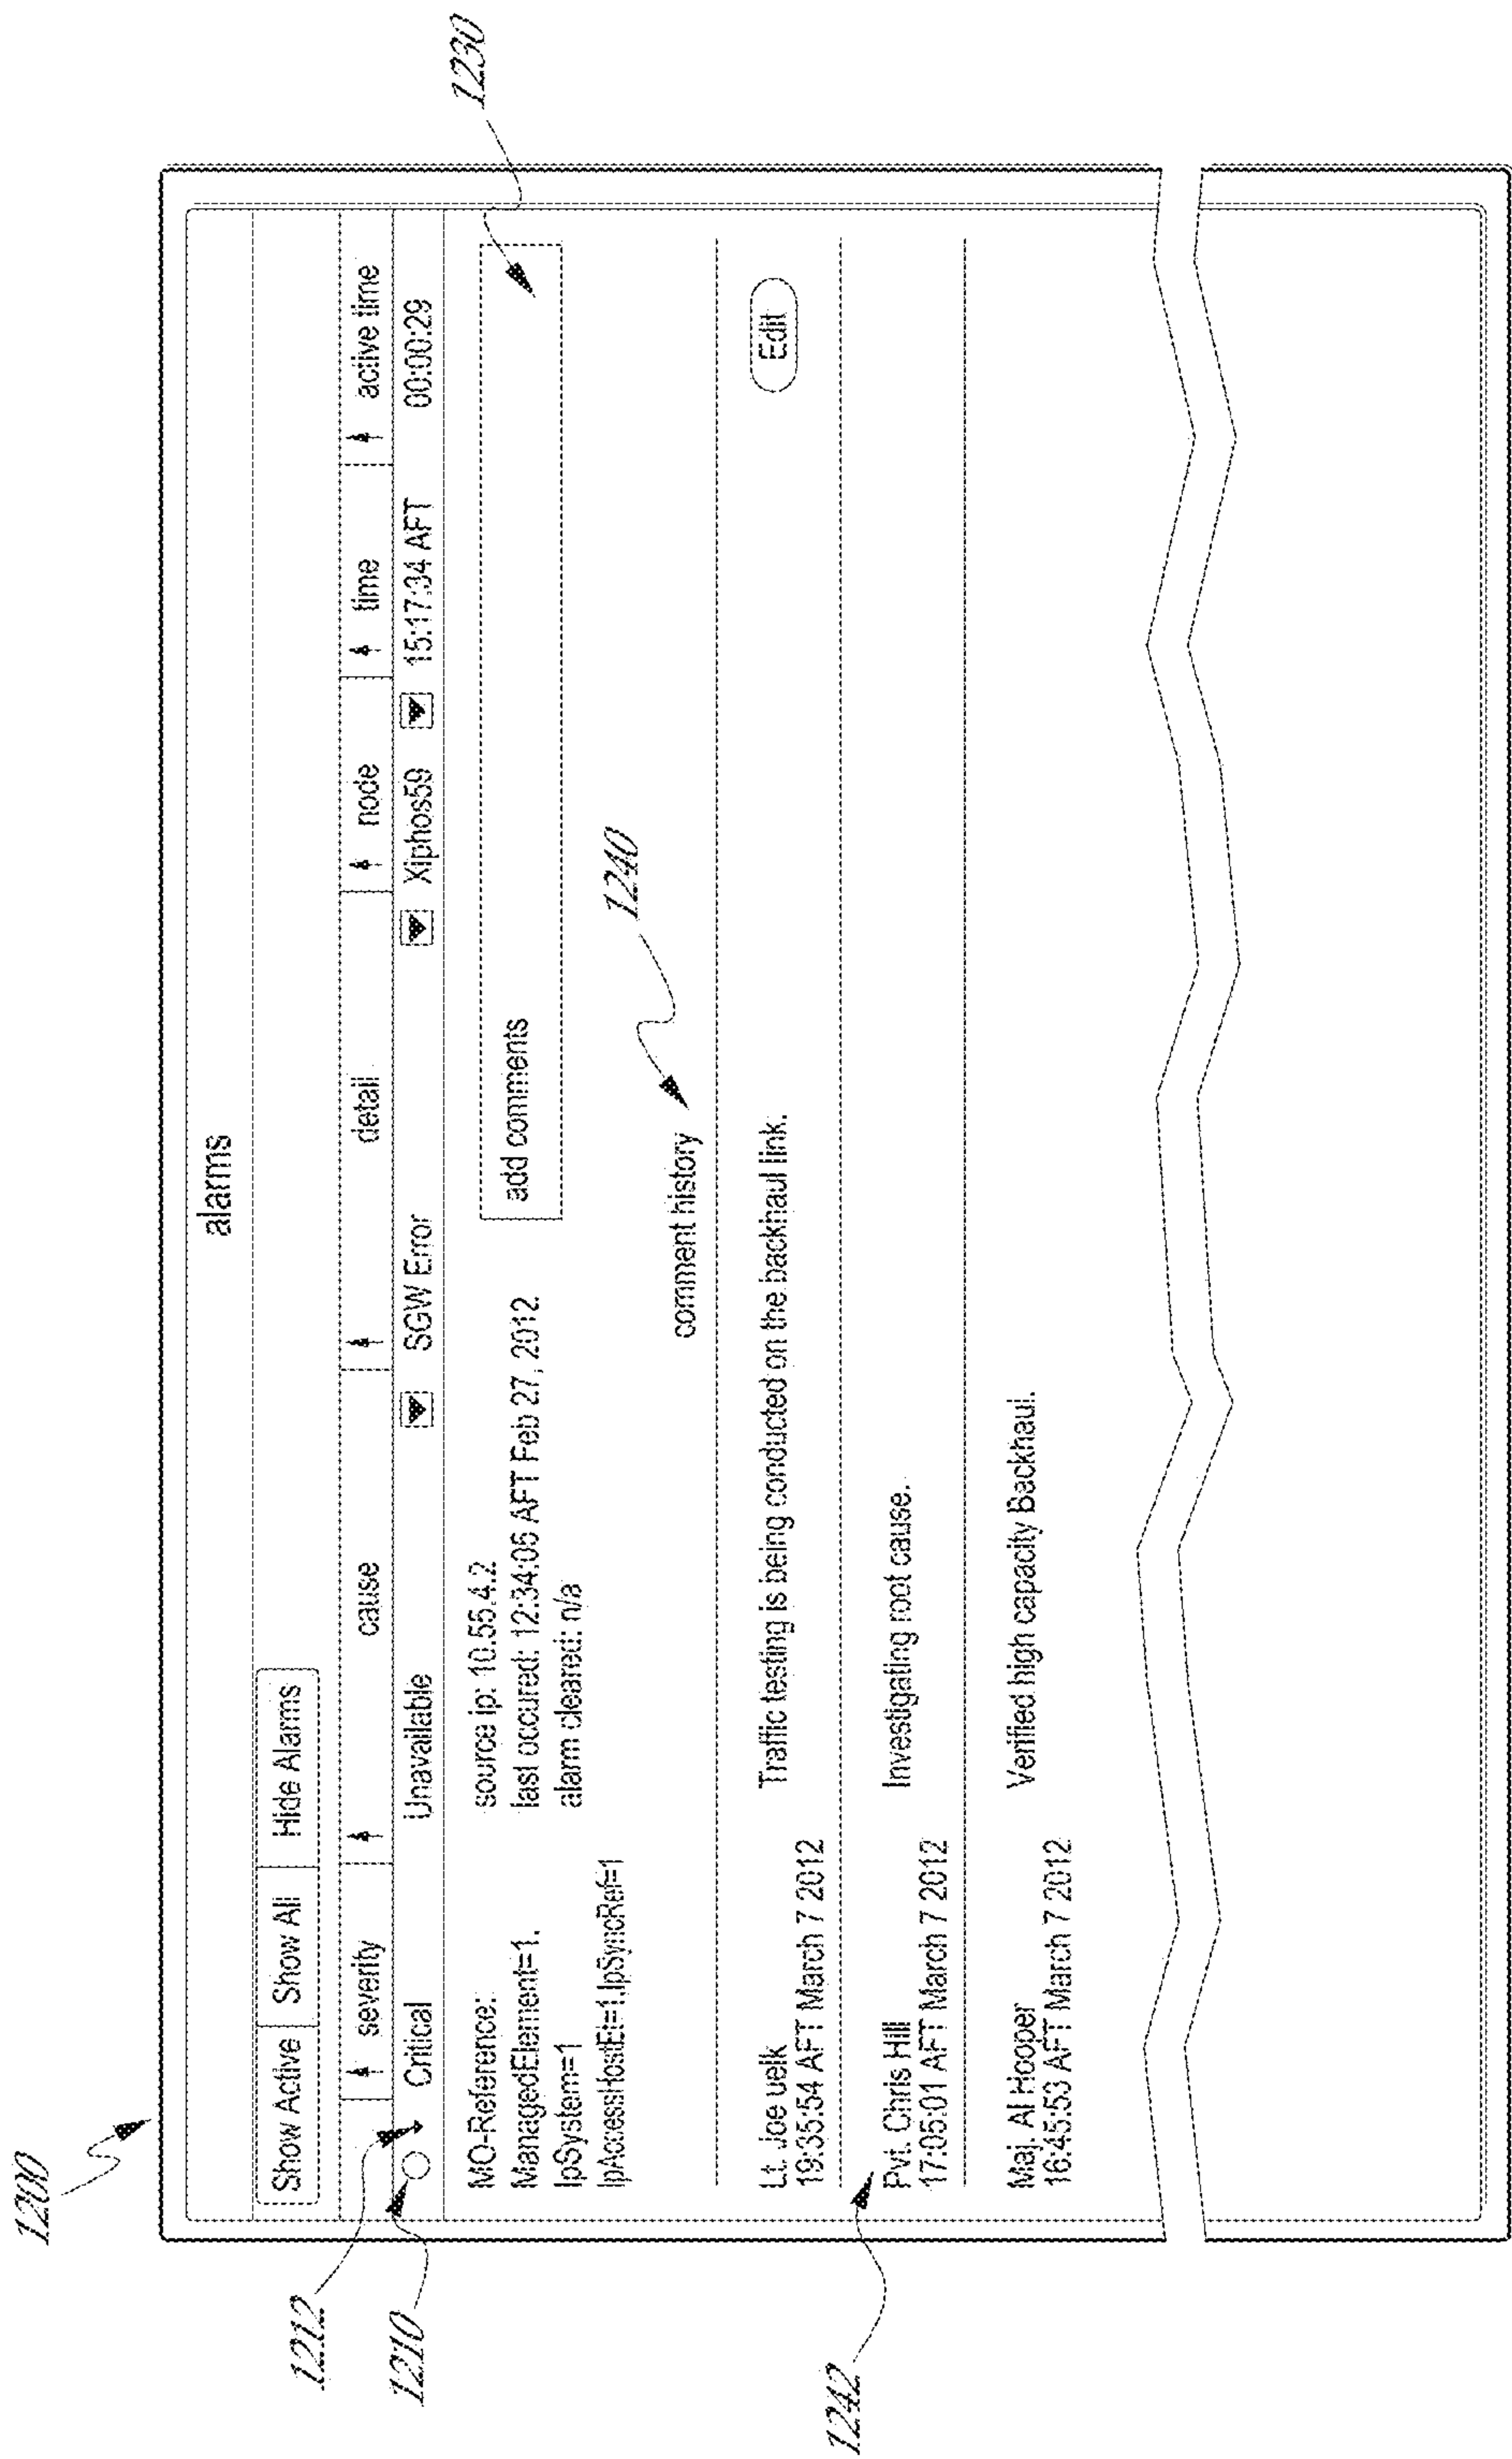 1200
alarms
Show Active Show All Hide Alarms
severity cause detail node time active time
1212
1210
Critical Unavailable SGW Error Xiphos59 15:17:34 AFT 00:00:29
1230
MO-Reference:
ManagedElement=1.
IpSystem=1
IpAccessHostEt=1.IpSyncRef=1
source ip: 10.55.4.2
last occured: 12:34:05 AFT Feb 27, 2012
alarm cleared: n/a
add comments
comment history
1240
Lt. Joe uelk
19:35:54 AFT March 7 2012
Traffic testing is being conducted on the backhaul link.
Edit
1242
Pvt. Chris Hill
17:05:01 AFT March 7 2012
Investigating root cause.
Maj. Al Hooper
16:45:53 AFT March 7 2012
Verified high capacity Backhaul.